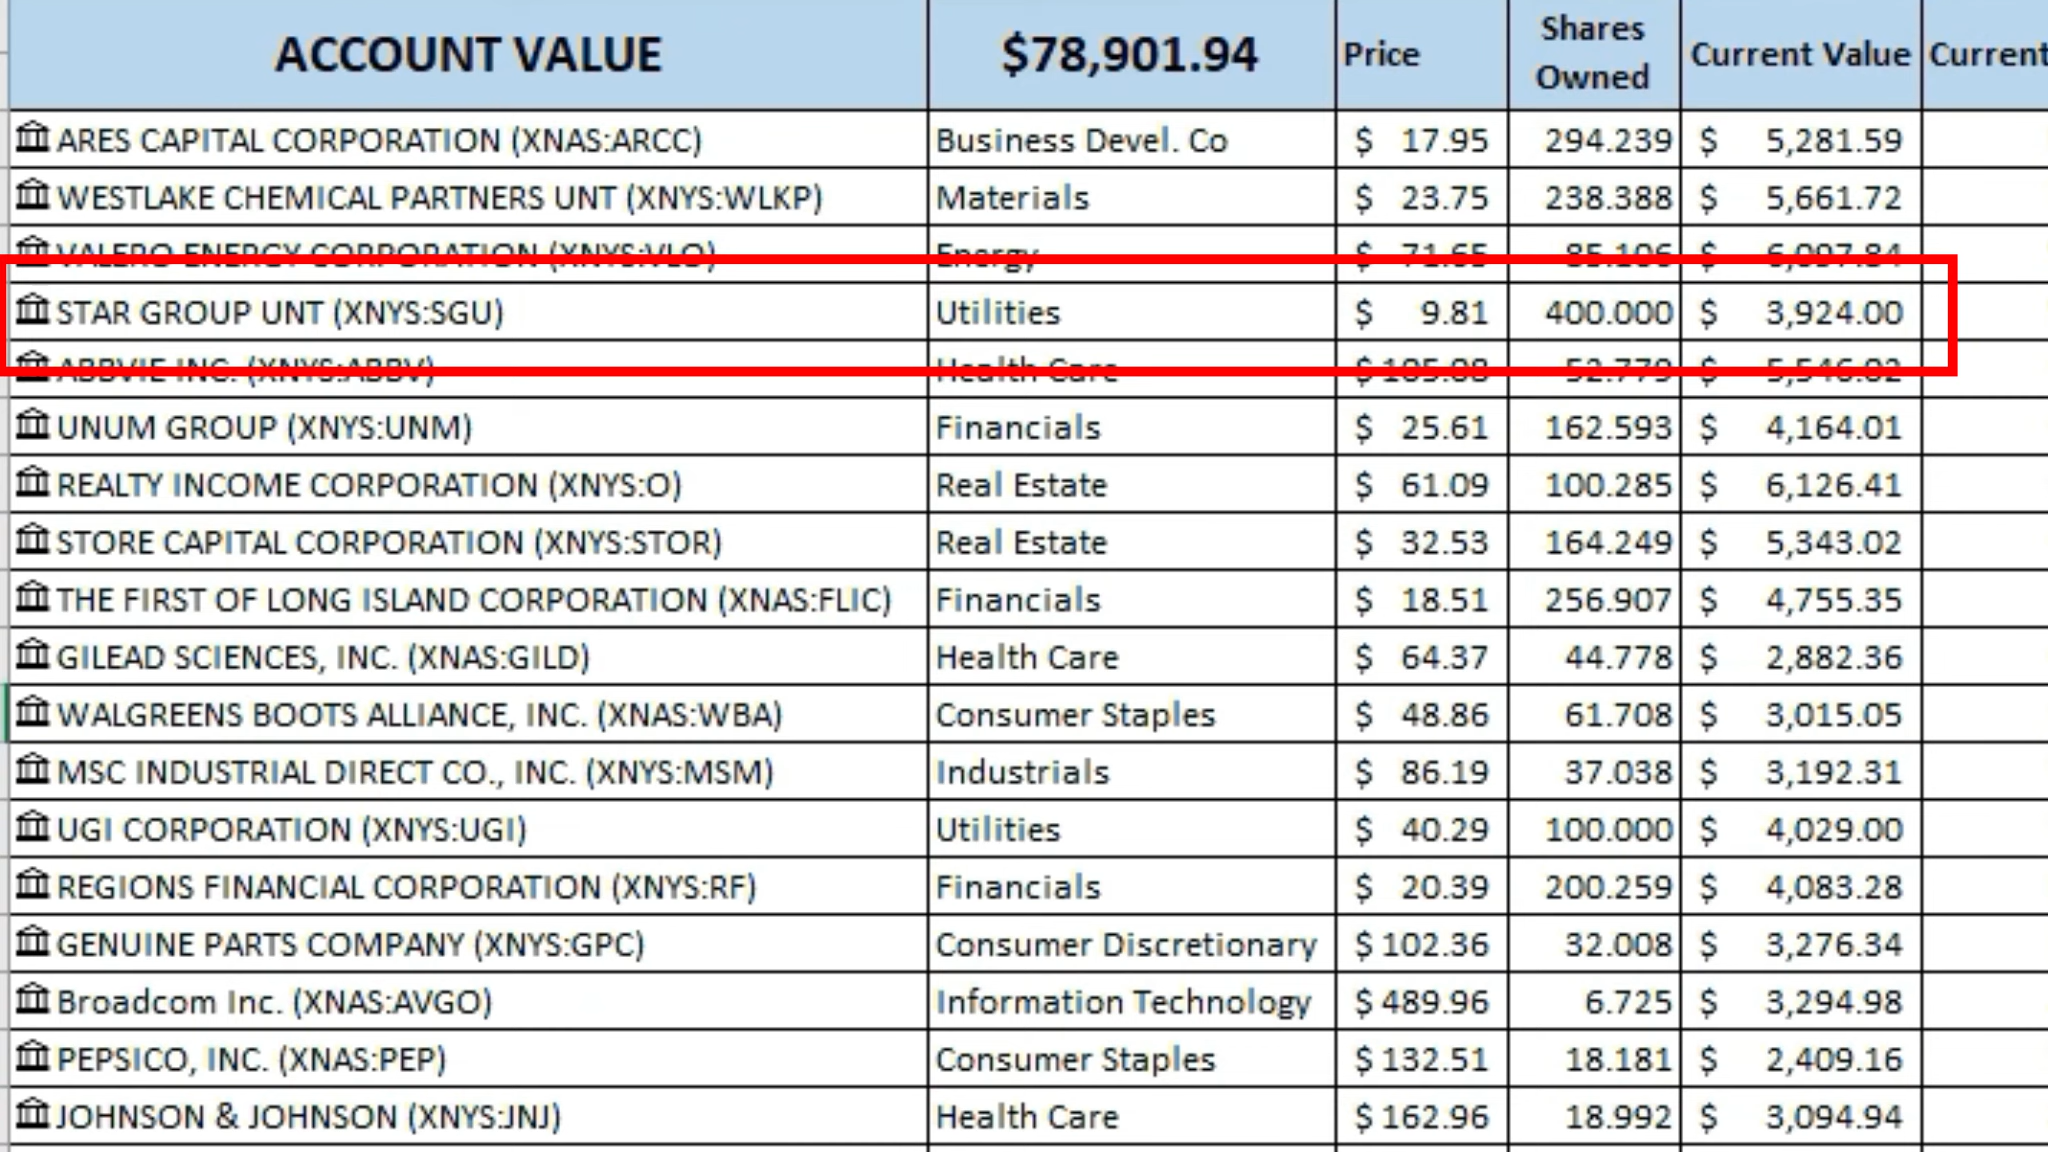 ACCOUNT VALUE $78,901.94 Price Shares Owned Current Value Current
ARES CAPITAL CORPORATION (XNAS:ARCC) Business Devel. Co $ 17.95 294.239 $ 5,281.59
WESTLAKE CHEMICAL PARTNERS UNT (XNYS:WLKP) Materials $ 23.75 238.388 $ 5,661.72
VALERO ENERGY CORPORATION (XNYS:VLO) Energy $ 71.65 85.106 $ 6,097.84
STAR GROUP UNT (XNYS:SGU) Utilities $ 9.81 400.000 $ 3,924.00
ABBVIE INC. (XNYS:ABBV) Health Care $ 105.08 52.779 $ 5,546.02
UNUM GROUP (XNYS:UNM) Financials $ 25.61 162.593 $ 4,164.01
REALTY INCOME CORPORATION (XNYS:O) Real Estate $ 61.09 100.285 $ 6,126.41
STORE CAPITAL CORPORATION (XNYS:STOR) Real Estate $ 32.53 164.249 $ 5,343.02
THE FIRST OF LONG ISLAND CORPORATION (XNAS:FLIC) Financials $ 18.51 256.907 $ 4,755.35
GILEAD SCIENCES, INC. (XNAS:GILD) Health Care $ 64.37 44.778 $ 2,882.36
WALGREENS BOOTS ALLIANCE, INC. (XNAS:WBA) Consumer Staples $ 48.86 61.708 $ 3,015.05
MSC INDUSTRIAL DIRECT CO., INC. (XNYS:MSM) Industrials $ 86.19 37.038 $ 3,192.31
UGI CORPORATION (XNYS:UGI) Utilities $ 40.29 100.000 $ 4,029.00
REGIONS FINANCIAL CORPORATION (XNYS:RF) Financials $ 20.39 200.259 $ 4,083.28
GENUINE PARTS COMPANY (XNYS:GPC) Consumer Discretionary $ 102.36 32.008 $ 3,276.34
Broadcom Inc. (XNAS:AVGO) Information Technology $ 489.96 6.725 $ 3,294.98
PEPSICO, INC. (XNAS:PEP) Consumer Staples $ 132.51 18.181 $ 2,409.16
JOHNSON & JOHNSON (XNYS:JNJ) Health Care $ 162.96 18.992 $ 3,094.94